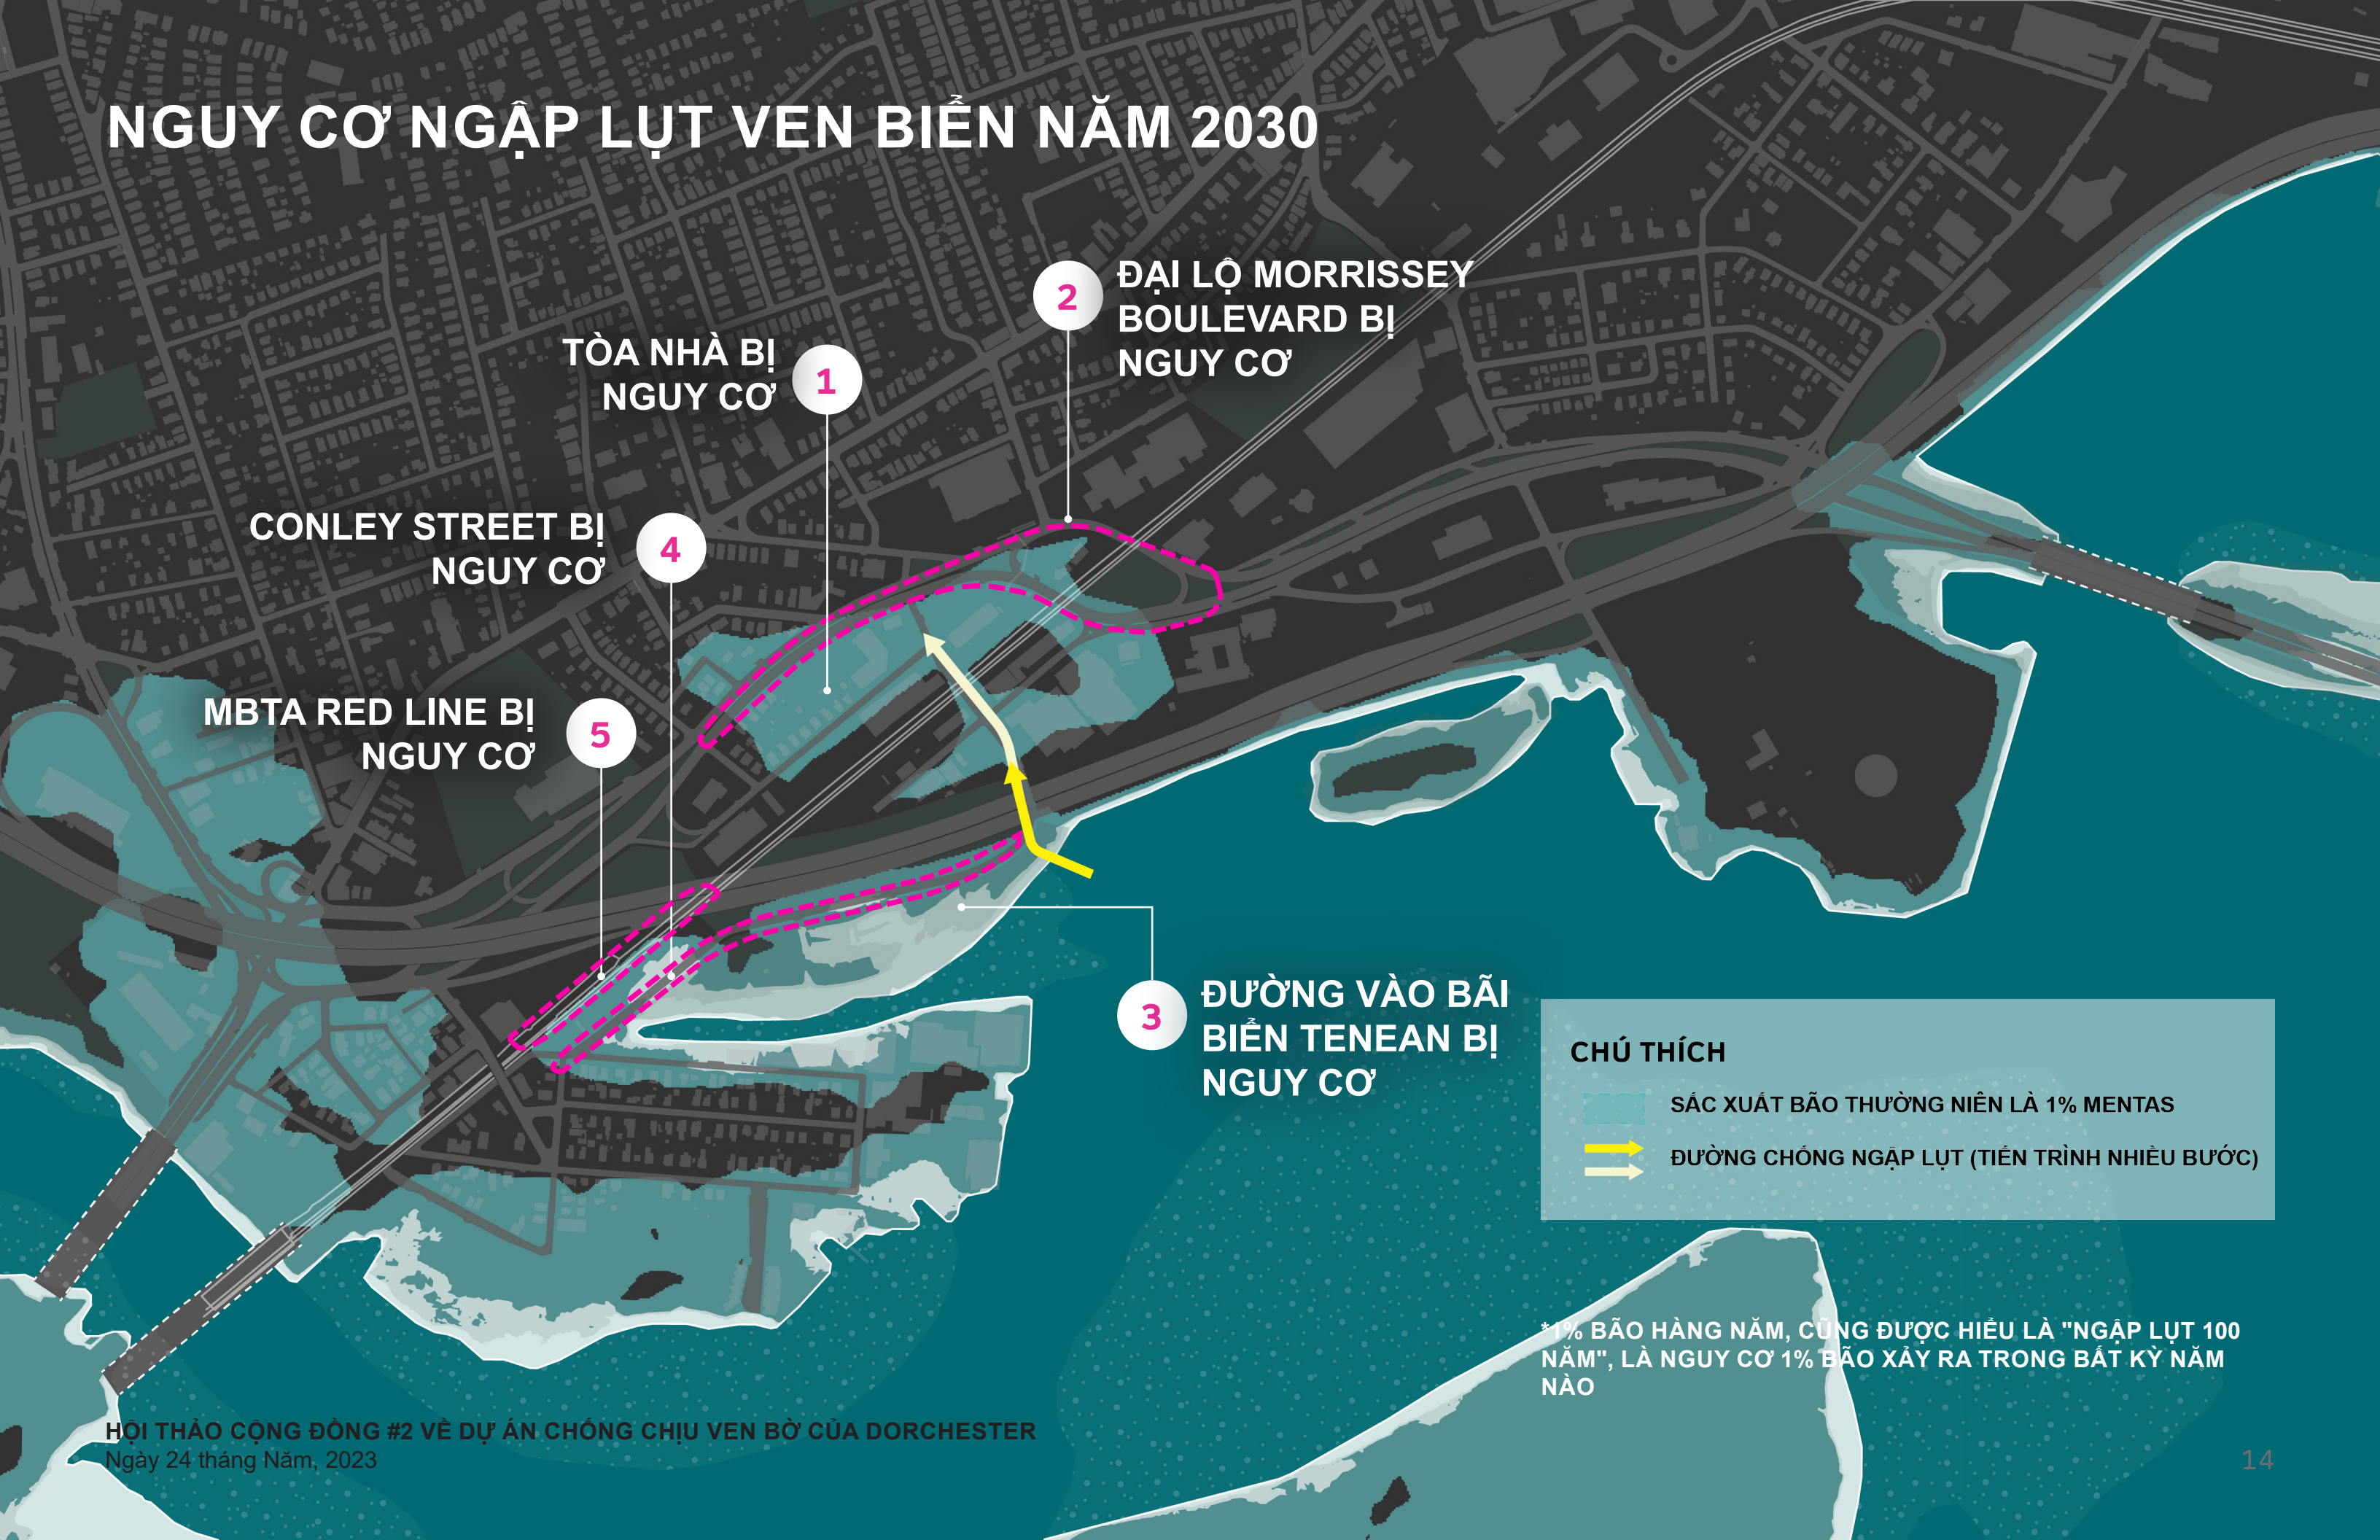 NGUY CƠ NGẬP LỤT VEN BIỂN NĂM 2030
2
ĐẠI LỘ MORRISSEY
BOULEVARD BỊ
NGUY CƠ
TÒA NHÀ BỊ
NGUY CƠ
1
CONLEY STREET BỊ
NGUY CƠ
4
MBTA RED LINE BỊ
NGUY CƠ
5
3
ĐƯỜNG VÀO BÃI
BIỂN TENEAN BỊ
NGUY CƠ
CHÚ THÍCH
SÁC XUẤT BÃO THƯỜNG NIÊN LÀ 1% MENTAS
ĐƯỜNG CHỐNG NGẬP LỤT (TIẾN TRÌNH NHIỀU BƯỚC)
*1% BÃO HÀNG NĂM, CŨNG ĐƯỢC HIỂU LÀ "NGẬP LỤT 100
NĂM", LÀ NGUY CƠ 1% BÃO XẢY RA TRONG BẤT KỲ NĂM
NÀO
HỘI THẢO CỘNG ĐỒNG #2 VỀ DỰ ÁN CHỐNG CHỊU VEN BỜ CỦA DORCHESTER
Ngày 24 tháng Năm, 2023
14